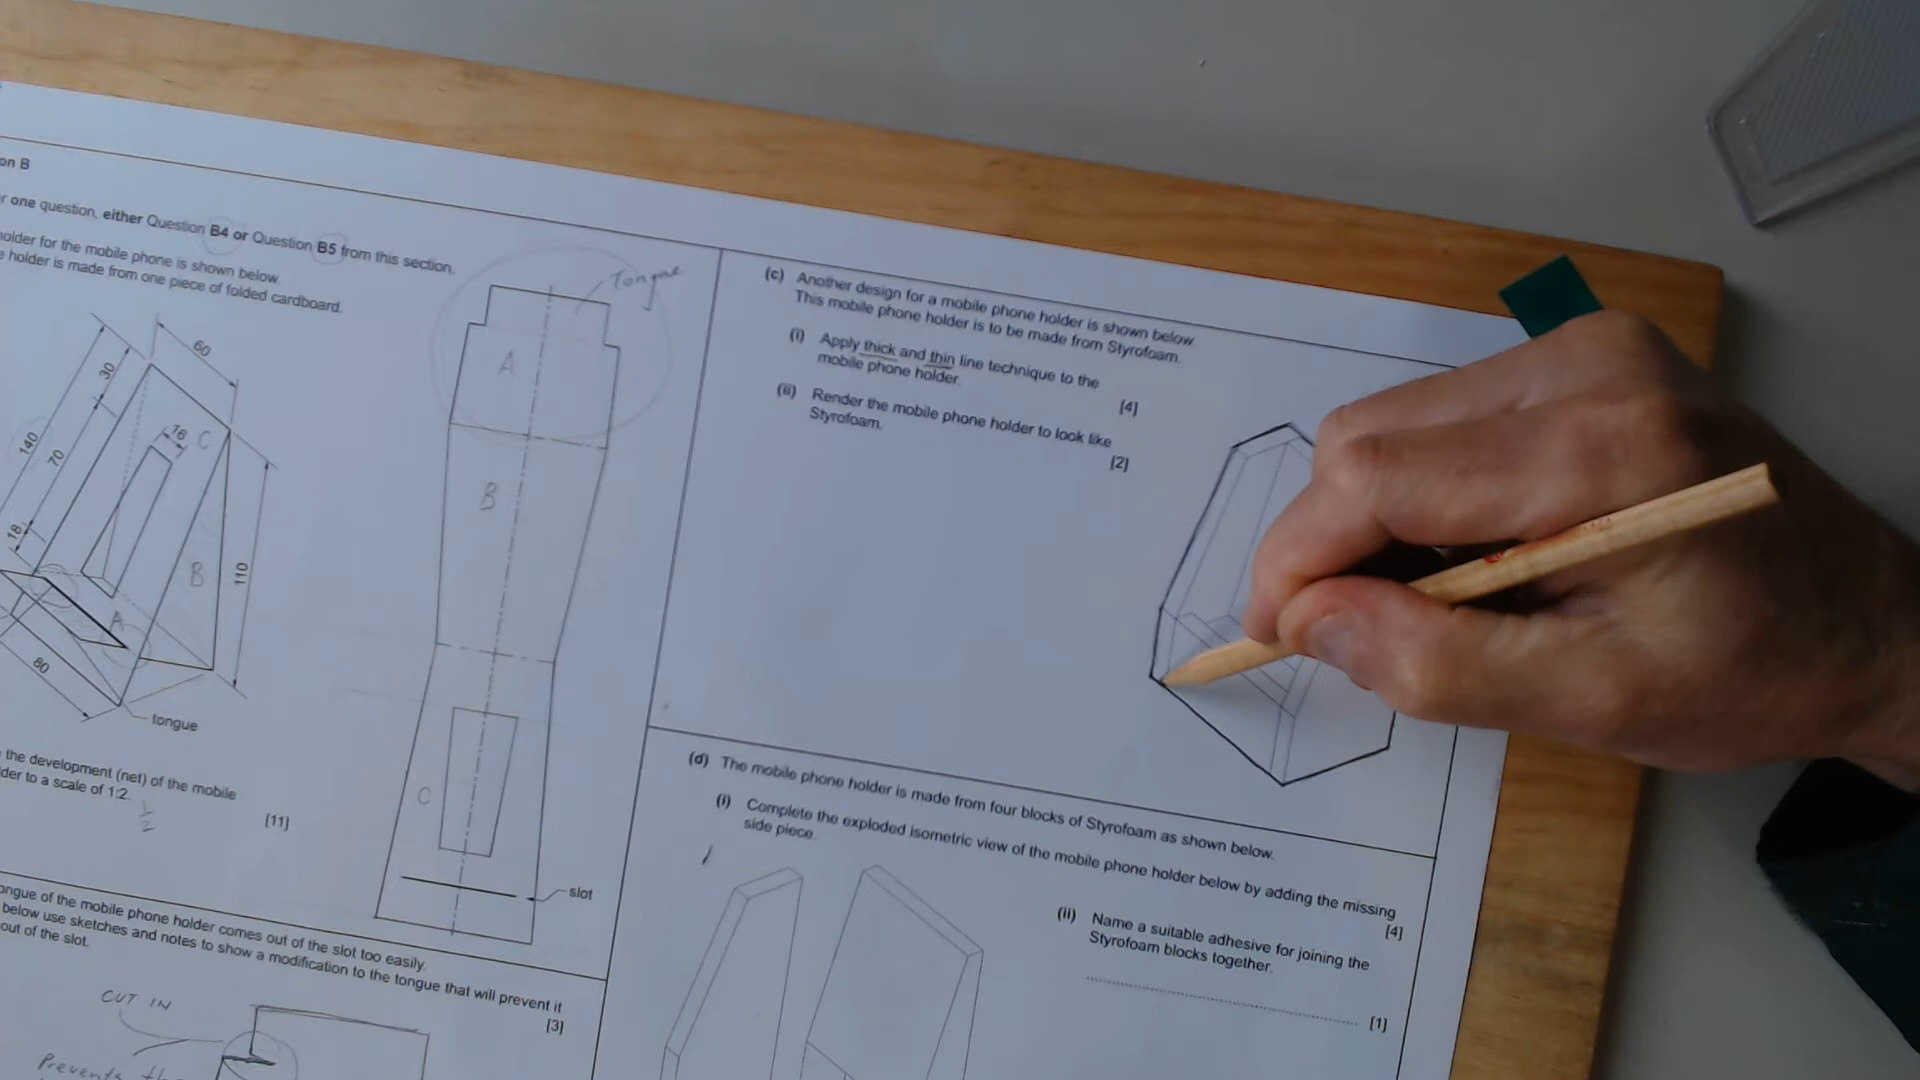 on B
r one question, either Question B4 or Question B5 from this section.
holder for the mobile phone is shown below.
e holder is made from one piece of folded cardboard.
60
30
140
70
16
C
18
B
110
A
80
tongue
the development (net) of the mobile
lder to a scale of 1:2.
1/2
[11]
Tongue
A
B
C
slot
ongue of the mobile phone holder comes out of the slot too easily.
below use sketches and notes to show a modification to the tongue that will prevent it
out of the slot.
[3]
CUT IN
Prevents
(c) Another design for a mobile phone holder is shown below.
This mobile phone holder is to be made from Styrofoam.
(i) Apply thick and thin line technique to the
mobile phone holder.
[4]
(ii) Render the mobile phone holder to look like
Styrofoam.
[2]
(d) The mobile phone holder is made from four blocks of Styrofoam as shown below.
(i) Complete the exploded isometric view of the mobile phone holder below by adding the missing
side piece.
[4]
(ii) Name a suitable adhesive for joining the
Styrofoam blocks together.
[1]